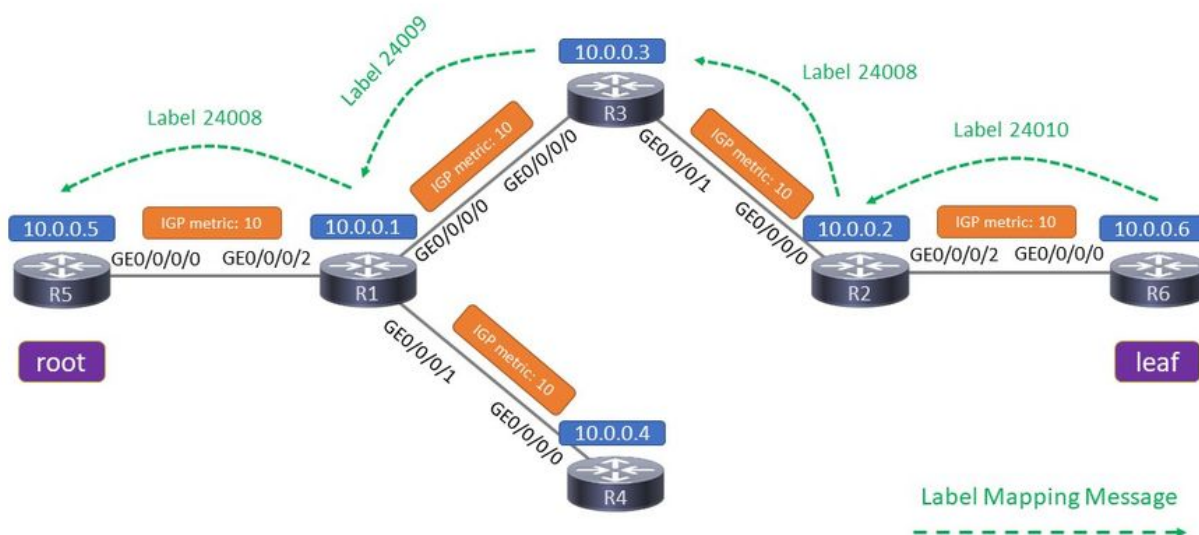 10.0.0.3
R3
Label 24009
Label 24008
Label 24008
Label 24010
IGP metric: 10
GE0/0/0/0
GE0/0/0/1
IGP metric: 10
10.0.0.5
IGP metric: 10
10.0.0.1
GE0/0/0/0
GE0/0/0/0
10.0.0.2
IGP metric: 10
10.0.0.6
GE0/0/0/0
GE0/0/0/2
GE0/0/0/2
GE0/0/0/0
R5
R1
R2
R6
root
leaf
GE0/0/0/1
IGP metric: 10
GE0/0/0/0
10.0.0.4
R4
Label Mapping Message